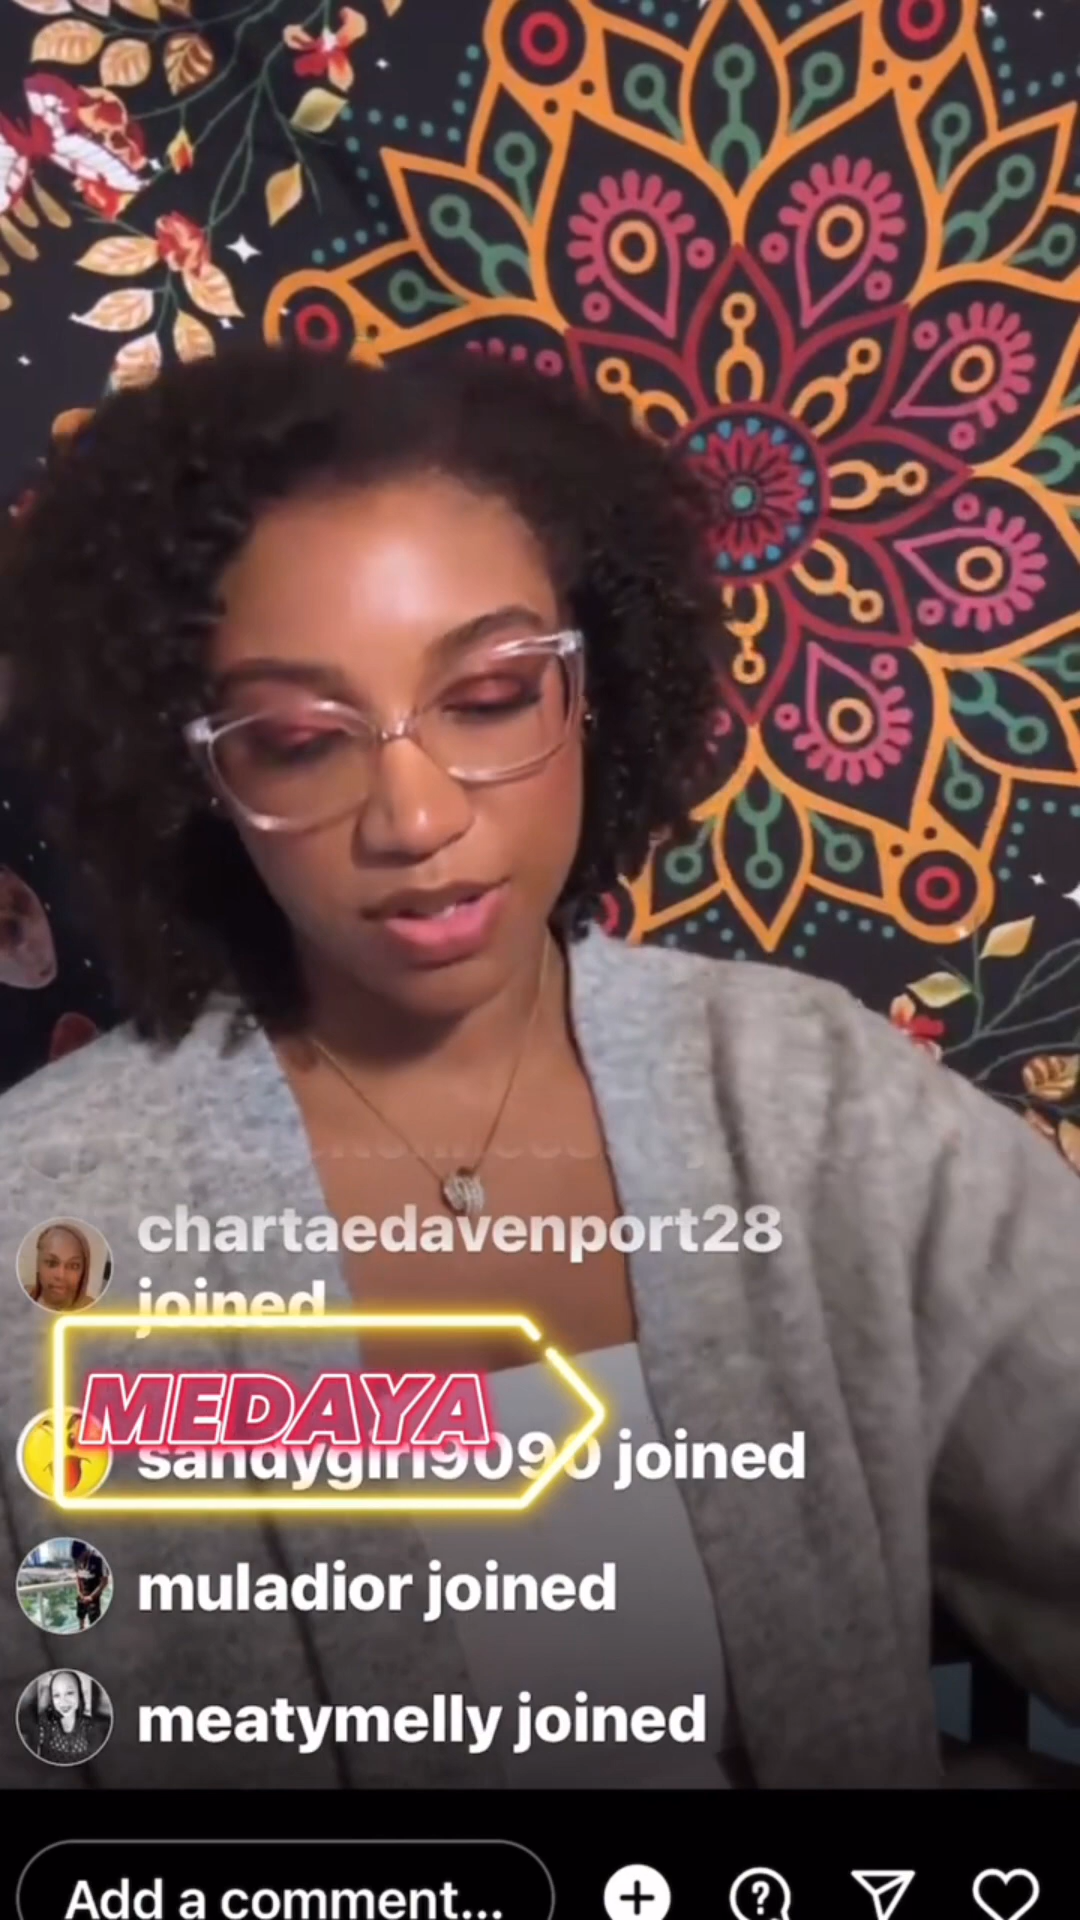 chartaedavenport28
joined
MEDAYA
sandygirl9090 joined
muladior joined
meatymelly joined
Add a comment...